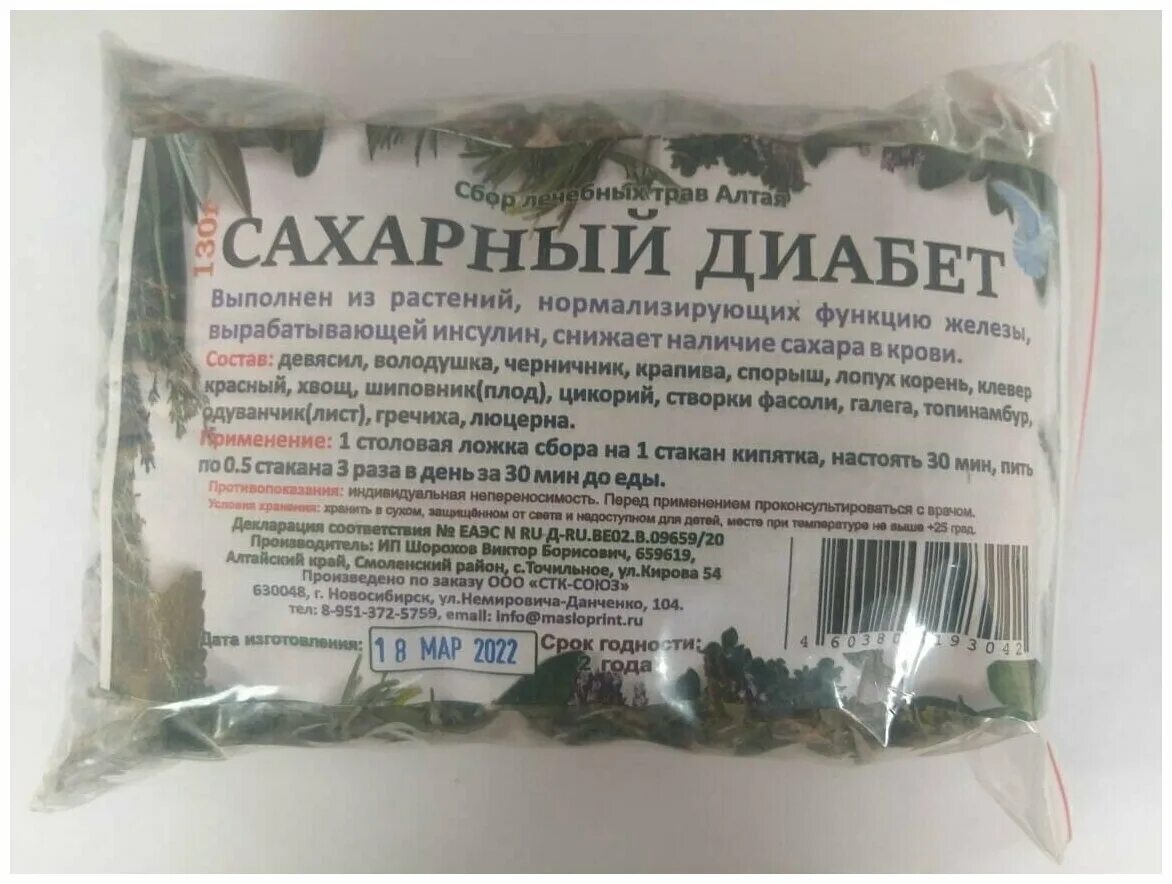 Сбор лечебных трав Алтая
130г
САХАРНЫЙ ДИАБЕТ
Выполнен из растений, нормализирующих функцию железы,
вырабатывающей инсулин, снижает наличие сахара в крови.
Состав: девясил, володушка, черничник, крапива, спорыш, лопух корень, клевер
красный, хвощ, шиповник(плод), цикорий, створки фасоли, галега, топинамбур,
одуванчик(лист), гречиха, люцерна.
Применение: 1 столовая ложка сбора на 1 стакан кипятка, настоять 30 мин, пить
по 0.5 стакана 3 раза в день за 30 мин до еды.
Противопоказания: индивидуальная непереносимость. Перед применением проконсультироваться с врачом.
Условия хранения: хранить в сухом, защищённом от света и недоступном для детей, месте при температуре не выше +25 град.
Декларация соответствия № ЕАЭС N RU Д-RU.ВЕ02.В.09659/20
Производитель: ИП Шорохов Виктор Борисович, 659619,
Алтайский край, Смоленский район, с.Точильное, ул.Кирова 54
Произведено по заказу ООО «СТК-СОЮЗ»
630048, г. Новосибирск, ул.Немировича-Данченко, 104.
тел: 8-951-372-5759, email: info@masloprint.ru
Дата изготовления: 18 МАР 2022 Срок годности:
2 года